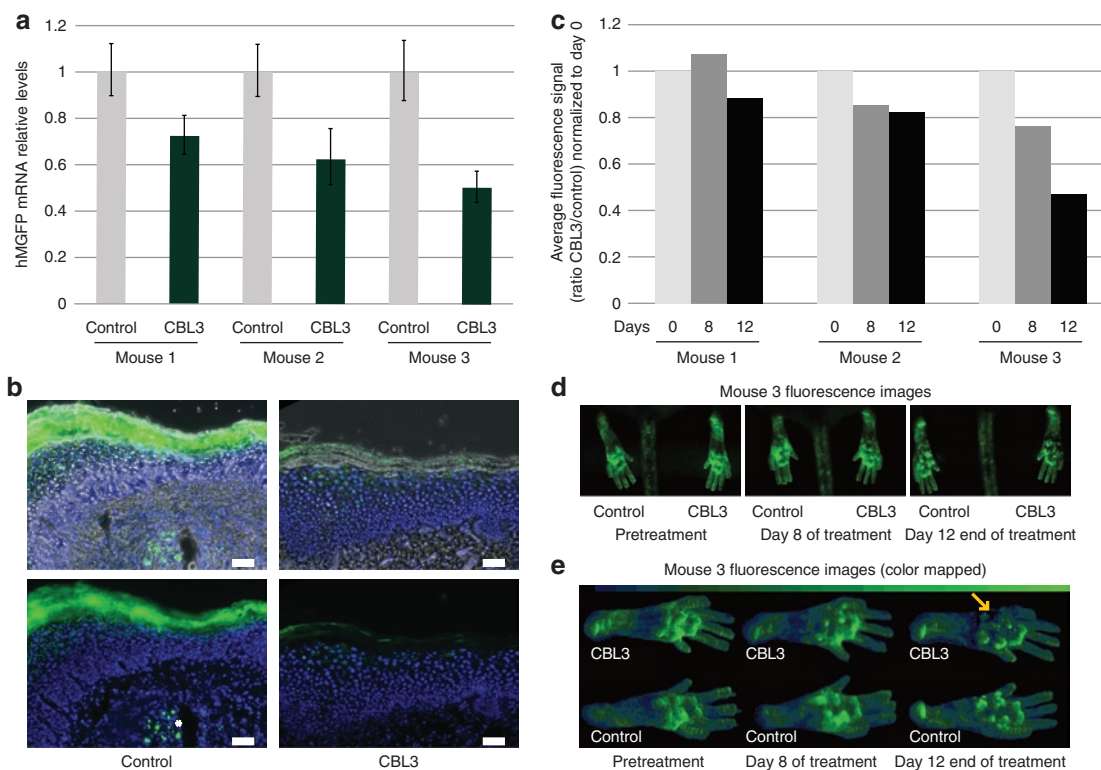 a
hMGFP mRNA relative levels
1.2
1
0.8
0.6
0.4
0.2
0
Control CBL3 Control CBL3 Control CBL3
Mouse 1 Mouse 2 Mouse 3
b
*
Control CBL3
c
Average fluorescence signal
(ratio CBL3/control) normalized to day 0
1.2
1
0.8
0.6
0.4
0.2
0
Days 0 8 12 0 8 12 0 8 12
Mouse 1 Mouse 2 Mouse 3
d
Mouse 3 fluorescence images
Control CBL3 Control CBL3 Control CBL3
Pretreatment Day 8 of treatment Day 12 end of treatment
e
Mouse 3 fluorescence images (color mapped)
CBL3 CBL3 CBL3
Control Control Control
Pretreatment Day 8 of treatment Day 12 end of treatment